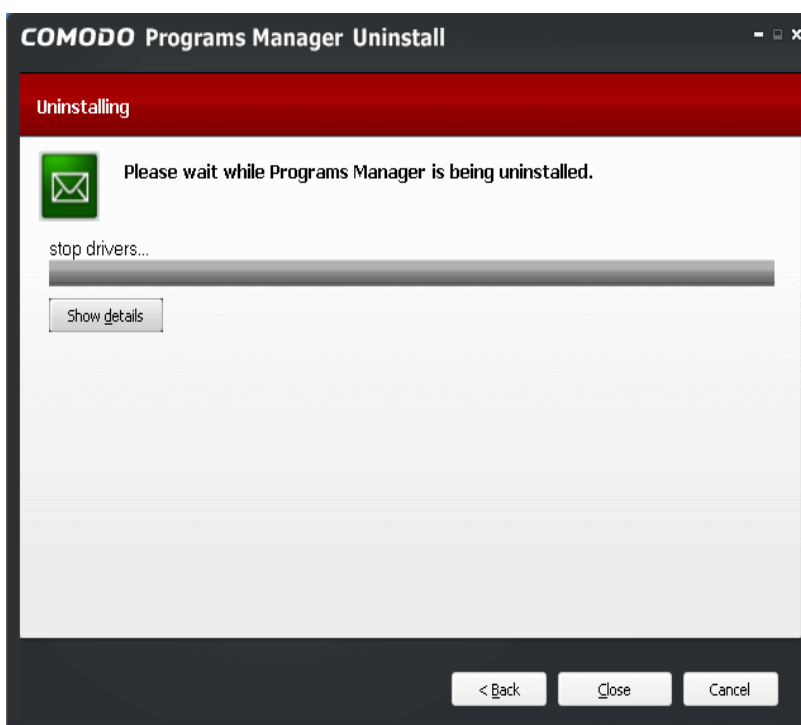 COMODO Programs Manager Uninstall
Uninstalling
Please wait while Programs Manager is being uninstalled.
stop drivers...
Show details
< Back
Close
Cancel